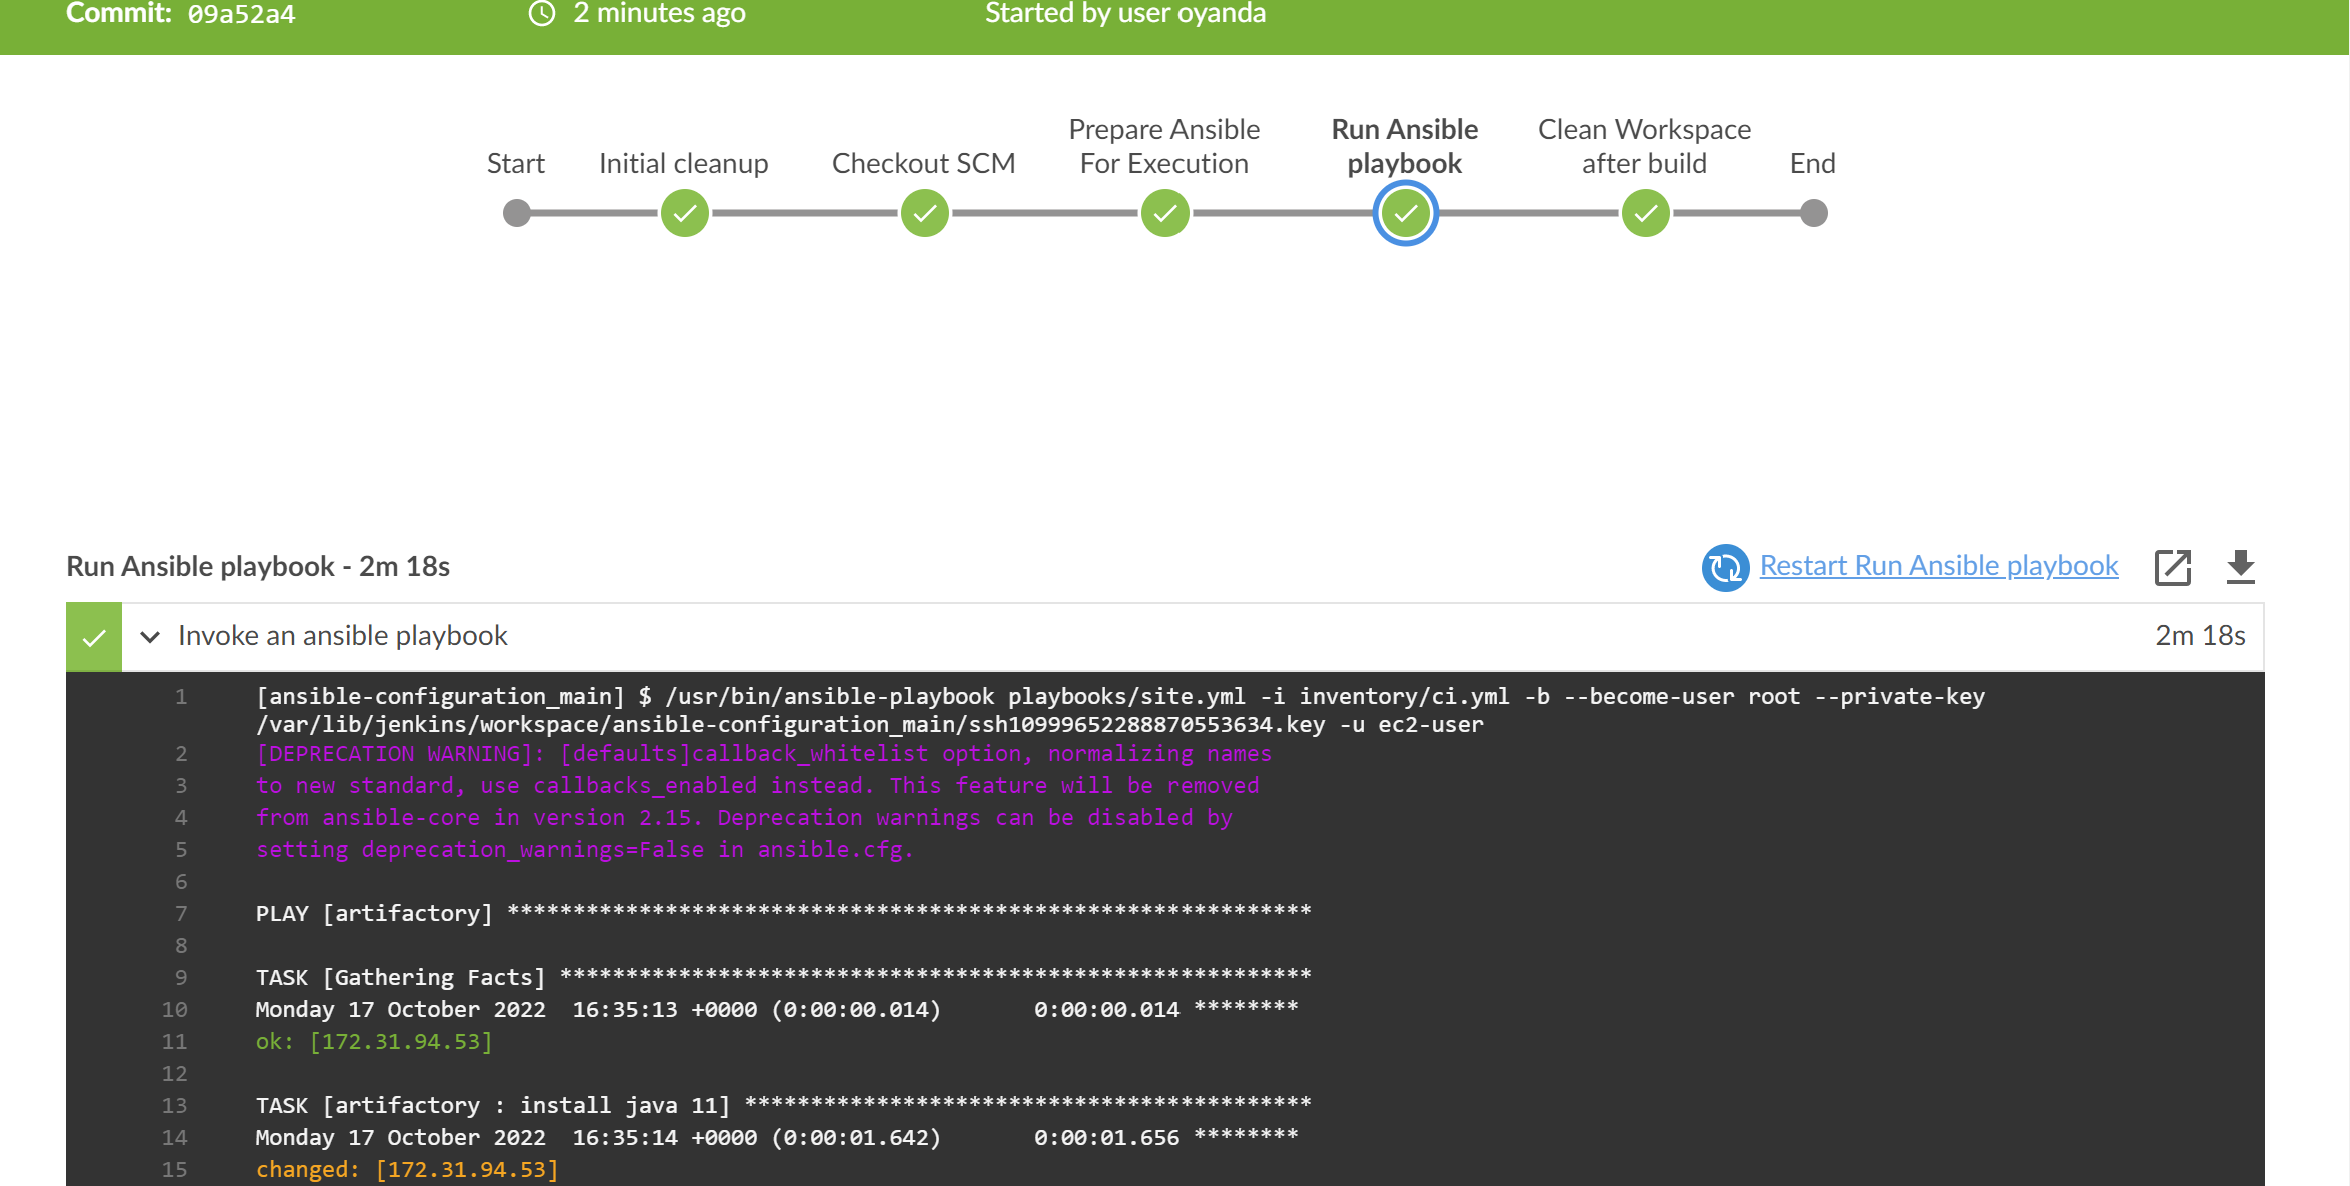 Commit: 09a52a4
2 minutes ago
Started by user oyanda
Start
Initial cleanup
Checkout SCM
Prepare Ansible
For Execution
Run Ansible
playbook
Clean Workspace
after build
End
Run Ansible playbook - 2m 18s
Restart Run Ansible playbook
Invoke an ansible playbook
2m 18s
1 [ansible-configuration_main] $ /usr/bin/ansible-playbook playbooks/site.yml -i inventory/ci.yml -b --become-user root --private-key
/var/lib/jenkins/workspace/ansible-configuration_main/ssh10999652288870553634.key -u ec2-user
2 [DEPRECATION WARNING]: [defaults]callback_whitelist option, normalizing names
3 to new standard, use callbacks_enabled instead. This feature will be removed
4 from ansible-core in version 2.15. Deprecation warnings can be disabled by
5 setting deprecation_warnings=False in ansible.cfg.
6
7 PLAY [artifactory] *************************************************************
8
9 TASK [Gathering Facts] *********************************************************
10 Monday 17 October 2022  16:35:13 +0000 (0:00:00.014)       0:00:00.014 ********
11 ok: [172.31.94.53]
12
13 TASK [artifactory : install java 11] *******************************************
14 Monday 17 October 2022  16:35:14 +0000 (0:00:01.642)       0:00:01.656 ********
15 changed: [172.31.94.53]